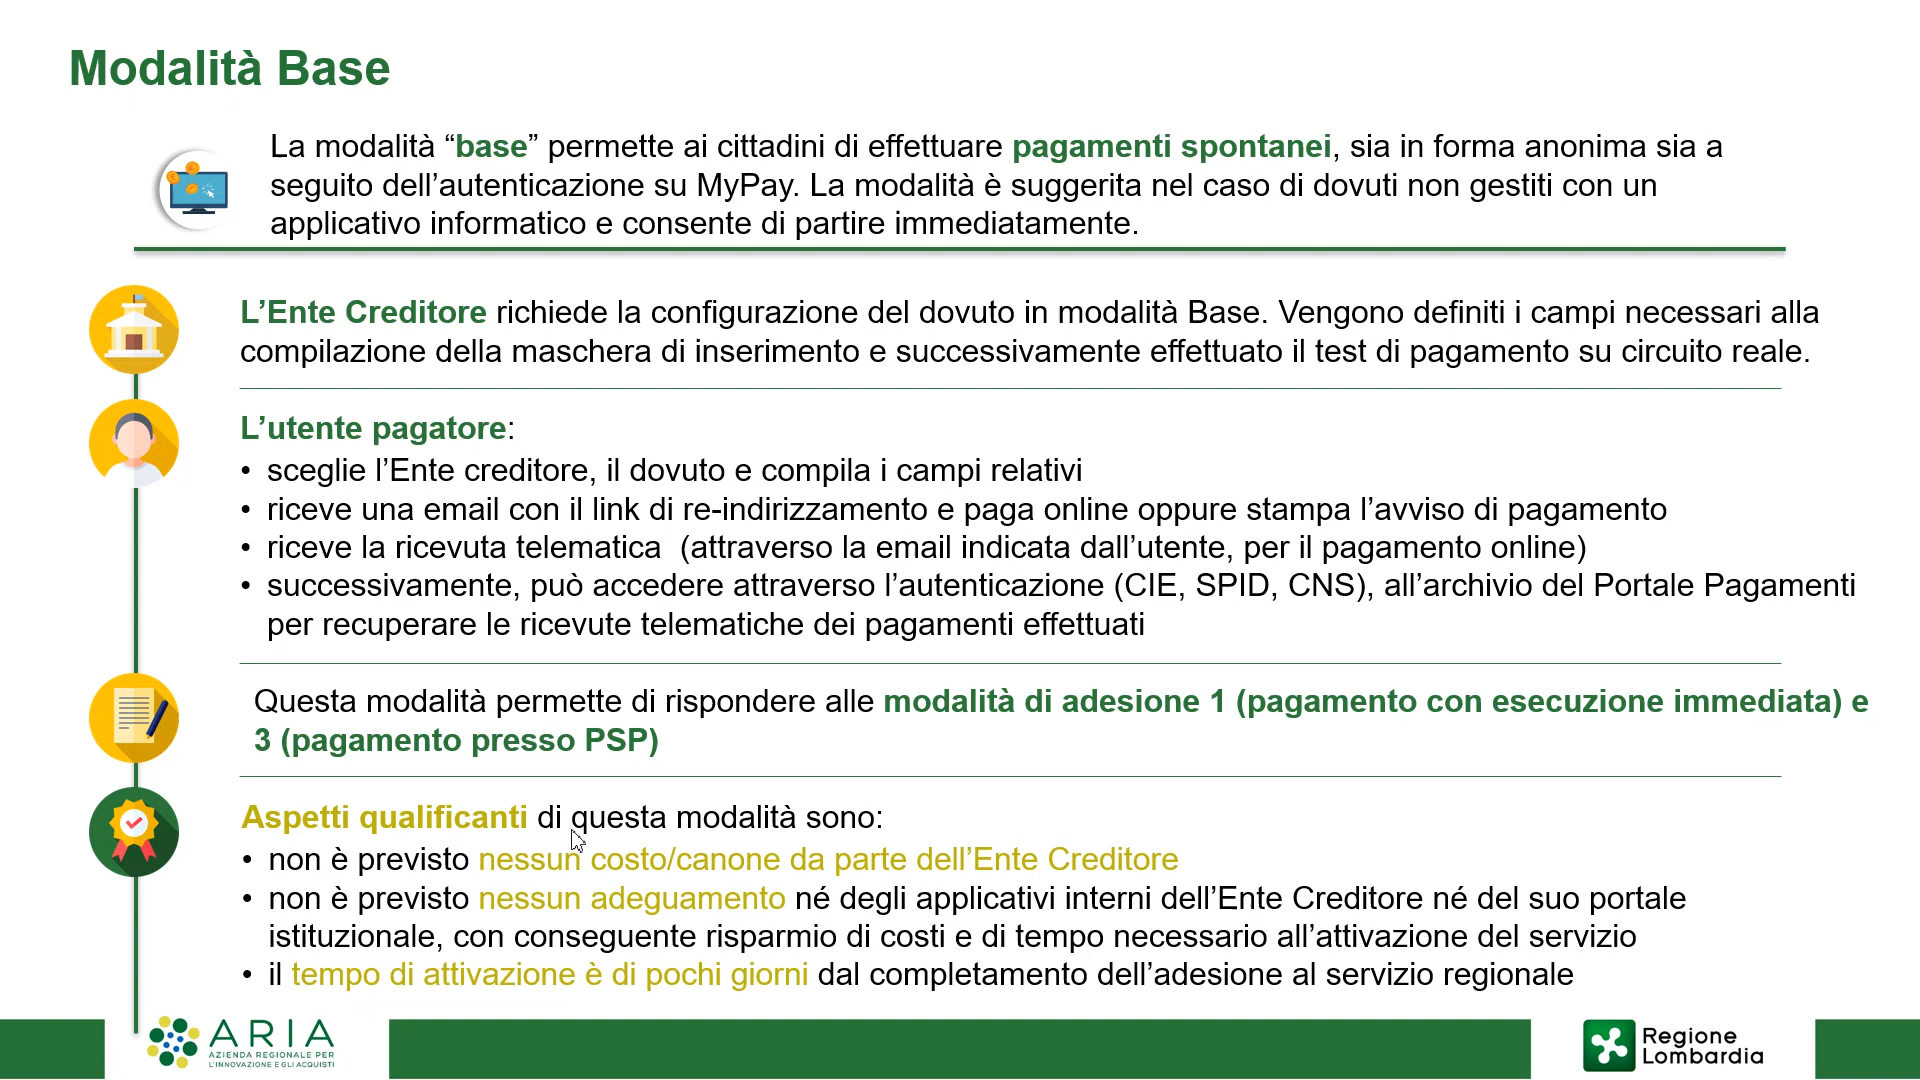 Modalità Base
La modalità “base” permette ai cittadini di effettuare pagamenti spontanei, sia in forma anonima sia a
seguito dell’autenticazione su MyPay. La modalità è suggerita nel caso di dovuti non gestiti con un
applicativo informatico e consente di partire immediatamente.
L’Ente Creditore richiede la configurazione del dovuto in modalità Base. Vengono definiti i campi necessari alla
compilazione della maschera di inserimento e successivamente effettuato il test di pagamento su circuito reale.
L’utente pagatore:
• sceglie l’Ente creditore, il dovuto e compila i campi relativi
• riceve una email con il link di re-indirizzamento e paga online oppure stampa l’avviso di pagamento
• riceve la ricevuta telematica  (attraverso la email indicata dall’utente, per il pagamento online)
• successivamente, può accedere attraverso l’autenticazione (CIE, SPID, CNS), all’archivio del Portale Pagamenti
per recuperare le ricevute telematiche dei pagamenti effettuati
Questa modalità permette di rispondere alle modalità di adesione 1 (pagamento con esecuzione immediata) e
3 (pagamento presso PSP)
Aspetti qualificanti di questa modalità sono:
• non è previsto nessun costo/canone da parte dell’Ente Creditore
• non è previsto nessun adeguamento né degli applicativi interni dell’Ente Creditore né del suo portale
istituzionale, con conseguente risparmio di costi e di tempo necessario all’attivazione del servizio
• il tempo di attivazione è di pochi giorni dal completamento dell’adesione al servizio regionale
ARIA
AZIENDA REGIONALE PER
L'INNOVAZIONE E GLI ACQUISTI
Regione
Lombardia